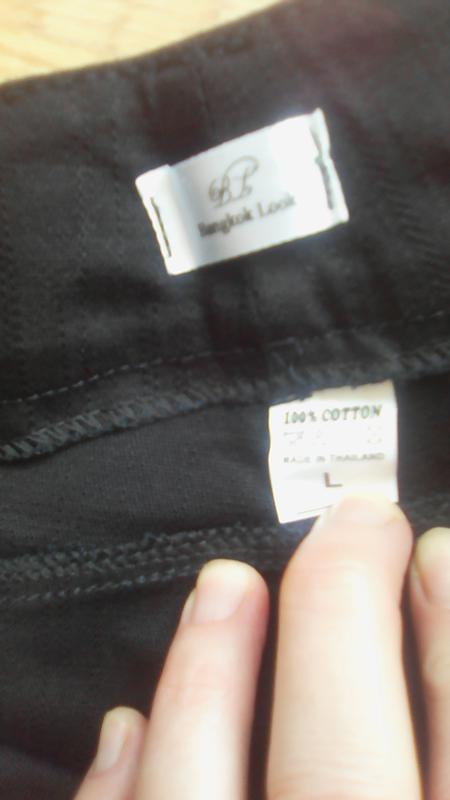 BL
Bangkok Look
100% COTTON
MADE IN THAILAND
L